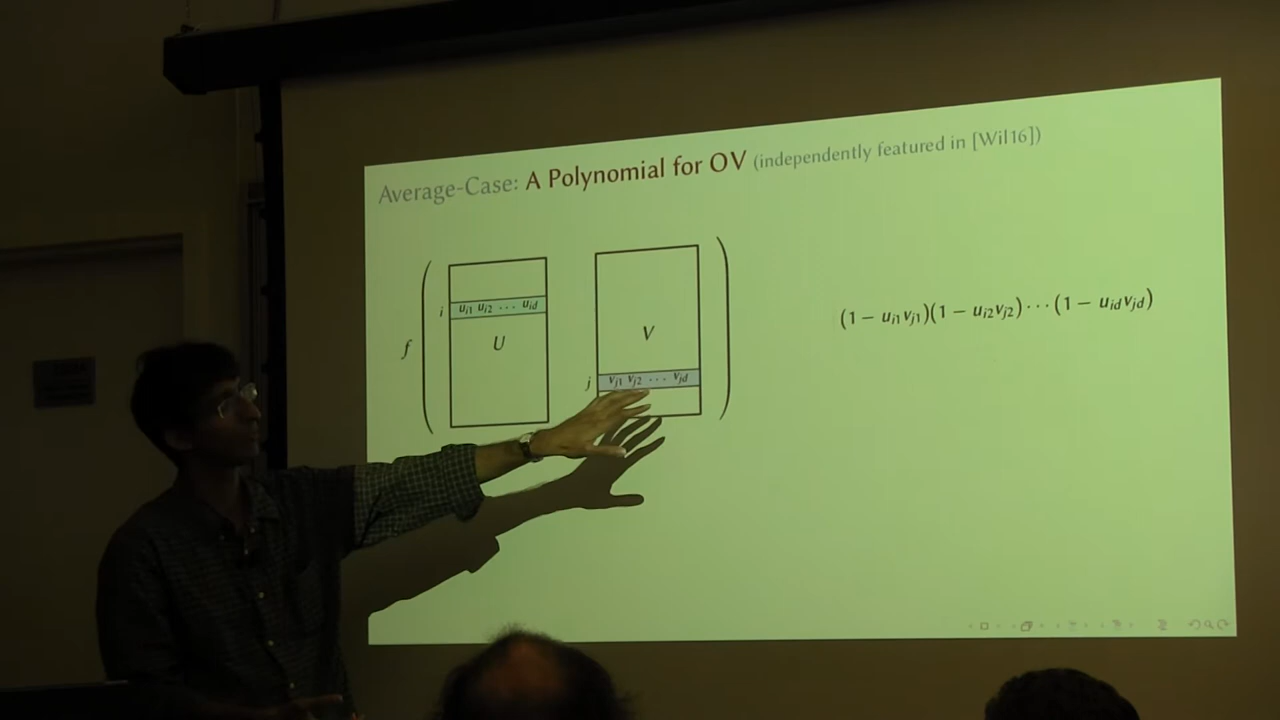 Average-Case: A Polynomial for OV (independently featured in [Wil16])
f
i
u_{i1} u_{i2} ··· u_{id}
U
V
j
v_{j1} v_{j2} ··· v_{jd}
(1 − u_{i1}v_{j1})(1 − u_{i2}v_{j2}) ··· (1 − u_{id}v_{jd})